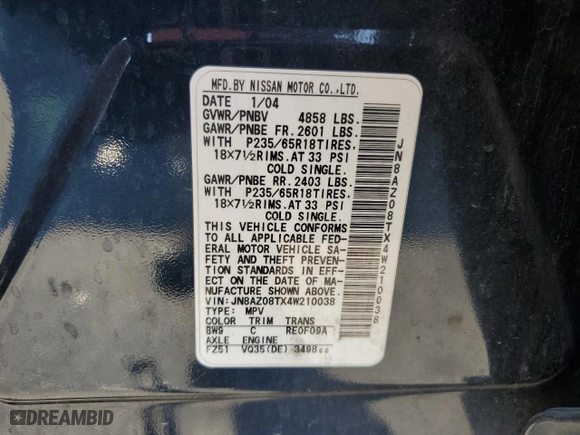 MFD.BY NISSAN MOTOR CO.,LTD.
DATE 1/04
GVWR/PNBV 4858 LBS.
GAWR/PNBE FR. 2601 LBS.
WITH P235/65R18TIRES.
18X7½RIMS.AT 33 PSI
COLD SINGLE.
GAWR/PNBE RR. 2403 LBS.
WITH P235/65R18TIRES.
18X7½RIMS.AT 33 PSI
COLD SINGLE.
THIS VEHICLE CONFORMS
TO ALL APPLICABLE FED-
ERAL MOTOR VEHICLE SA-
FETY AND THEFT PREVEN-
TION STANDARDS IN EFF-
ECT ON THE DATE OF MA-
NUFACTURE SHOWN ABOVE.
VIN:JN8AZ08TX4W210038
TYPE: MPV
COLOR TRIM TRANS
BW9 C RE0F09A
AXLE ENGINE
FZ51 VQ35(DE) 3498cc
JN8AZ08TX4W210038
DREAMBID